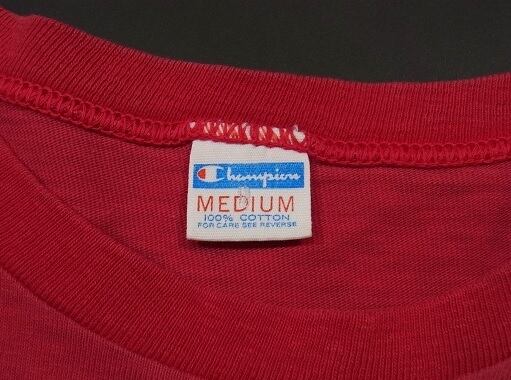 Champion
MEDIUM
100% COTTON
FOR CARE SEE REVERSE